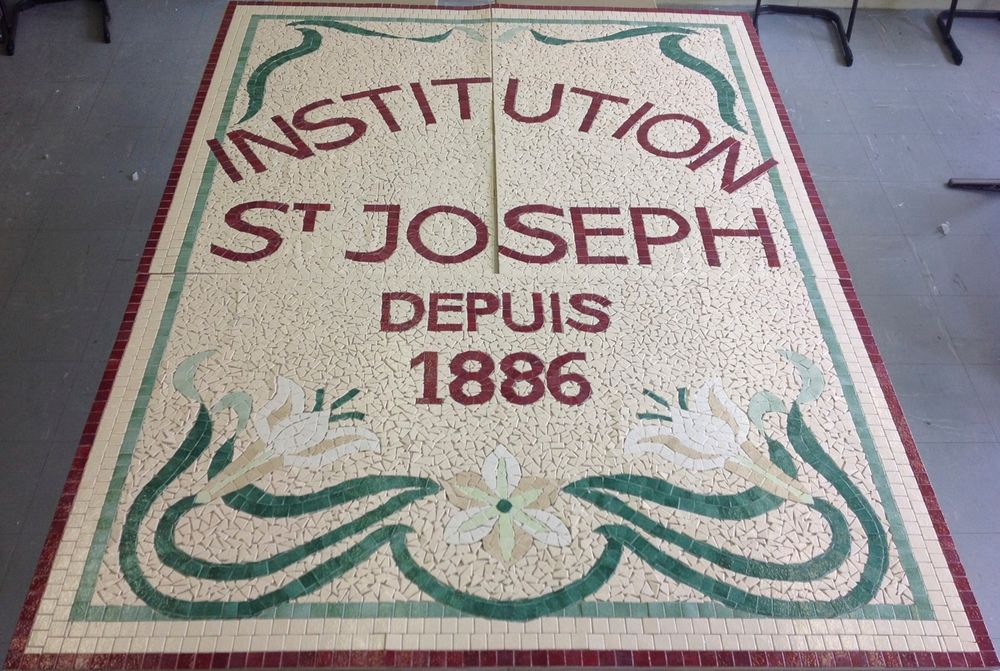 INSTITUTION
ST JOSEPH
DEPUIS
1886